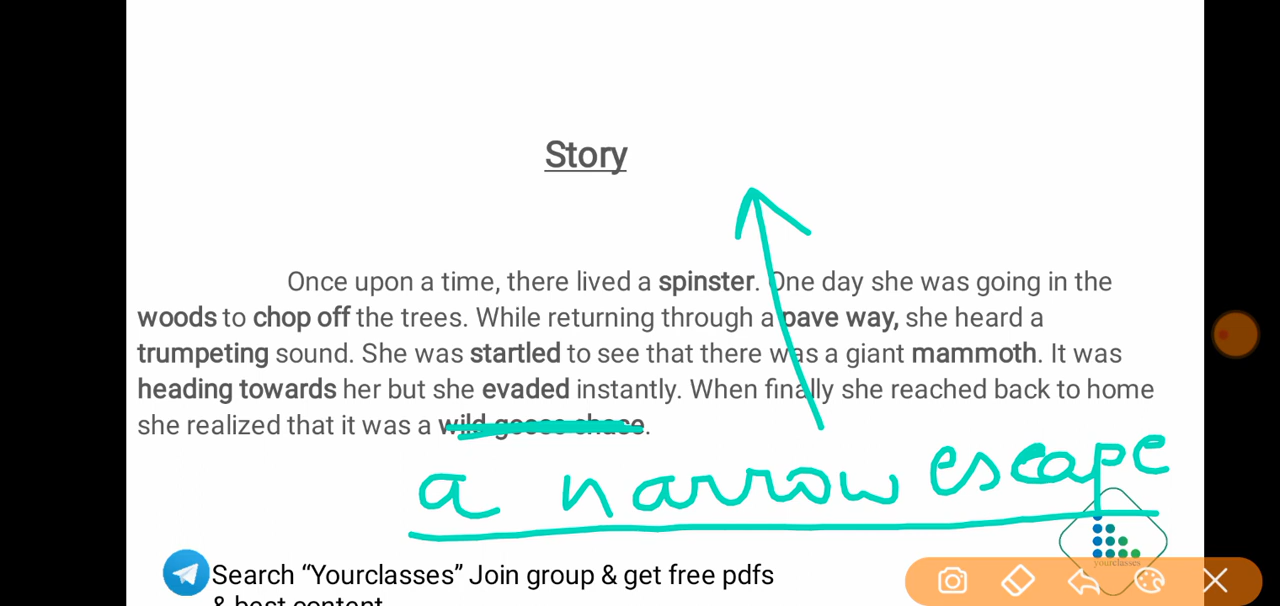 Story
Once upon a time, there lived a spinster. One day she was going in the
woods to chop off the trees. While returning through a pave way, she heard a
trumpeting sound. She was startled to see that there was a giant mammoth. It was
heading towards her but she evaded instantly. When finally she reached back to home
she realized that it was a wild goose chase.
a narrow escape
yourclasses
Search “Yourclasses” Join group & get free pdfs
& best content